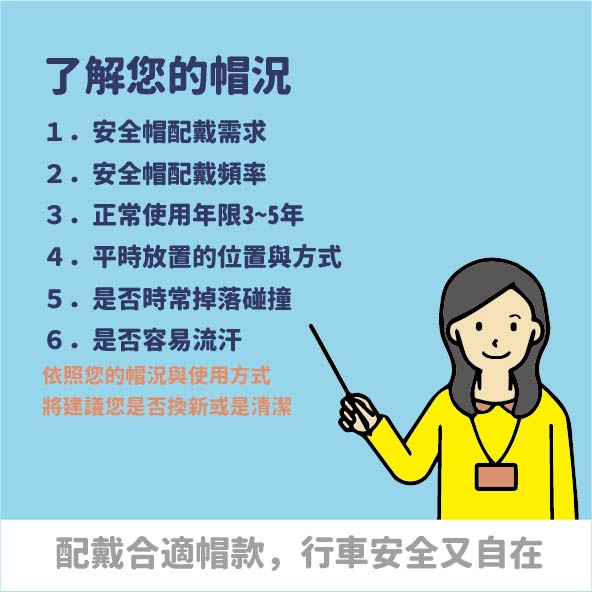 了解您的帽況
１．安全帽配戴需求
２．安全帽配戴頻率
３．正常使用年限3~5年
４．平時放置的位置與方式
５．是否時常掉落碰撞
６．是否容易流汗
依照您的帽況與使用方式
將建議您是否換新或是清潔
配戴合適帽款，行車安全又自在